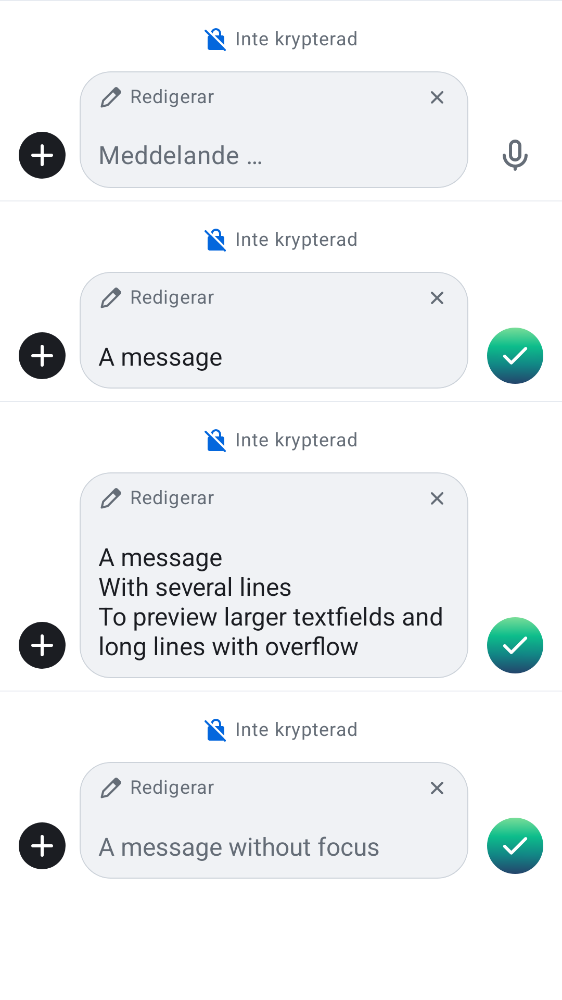 Inte krypterad
Redigerar
Meddelande …
Inte krypterad
Redigerar
A message
Inte krypterad
Redigerar
A message
With several lines
To preview larger textfields and
long lines with overflow
Inte krypterad
Redigerar
A message without focus